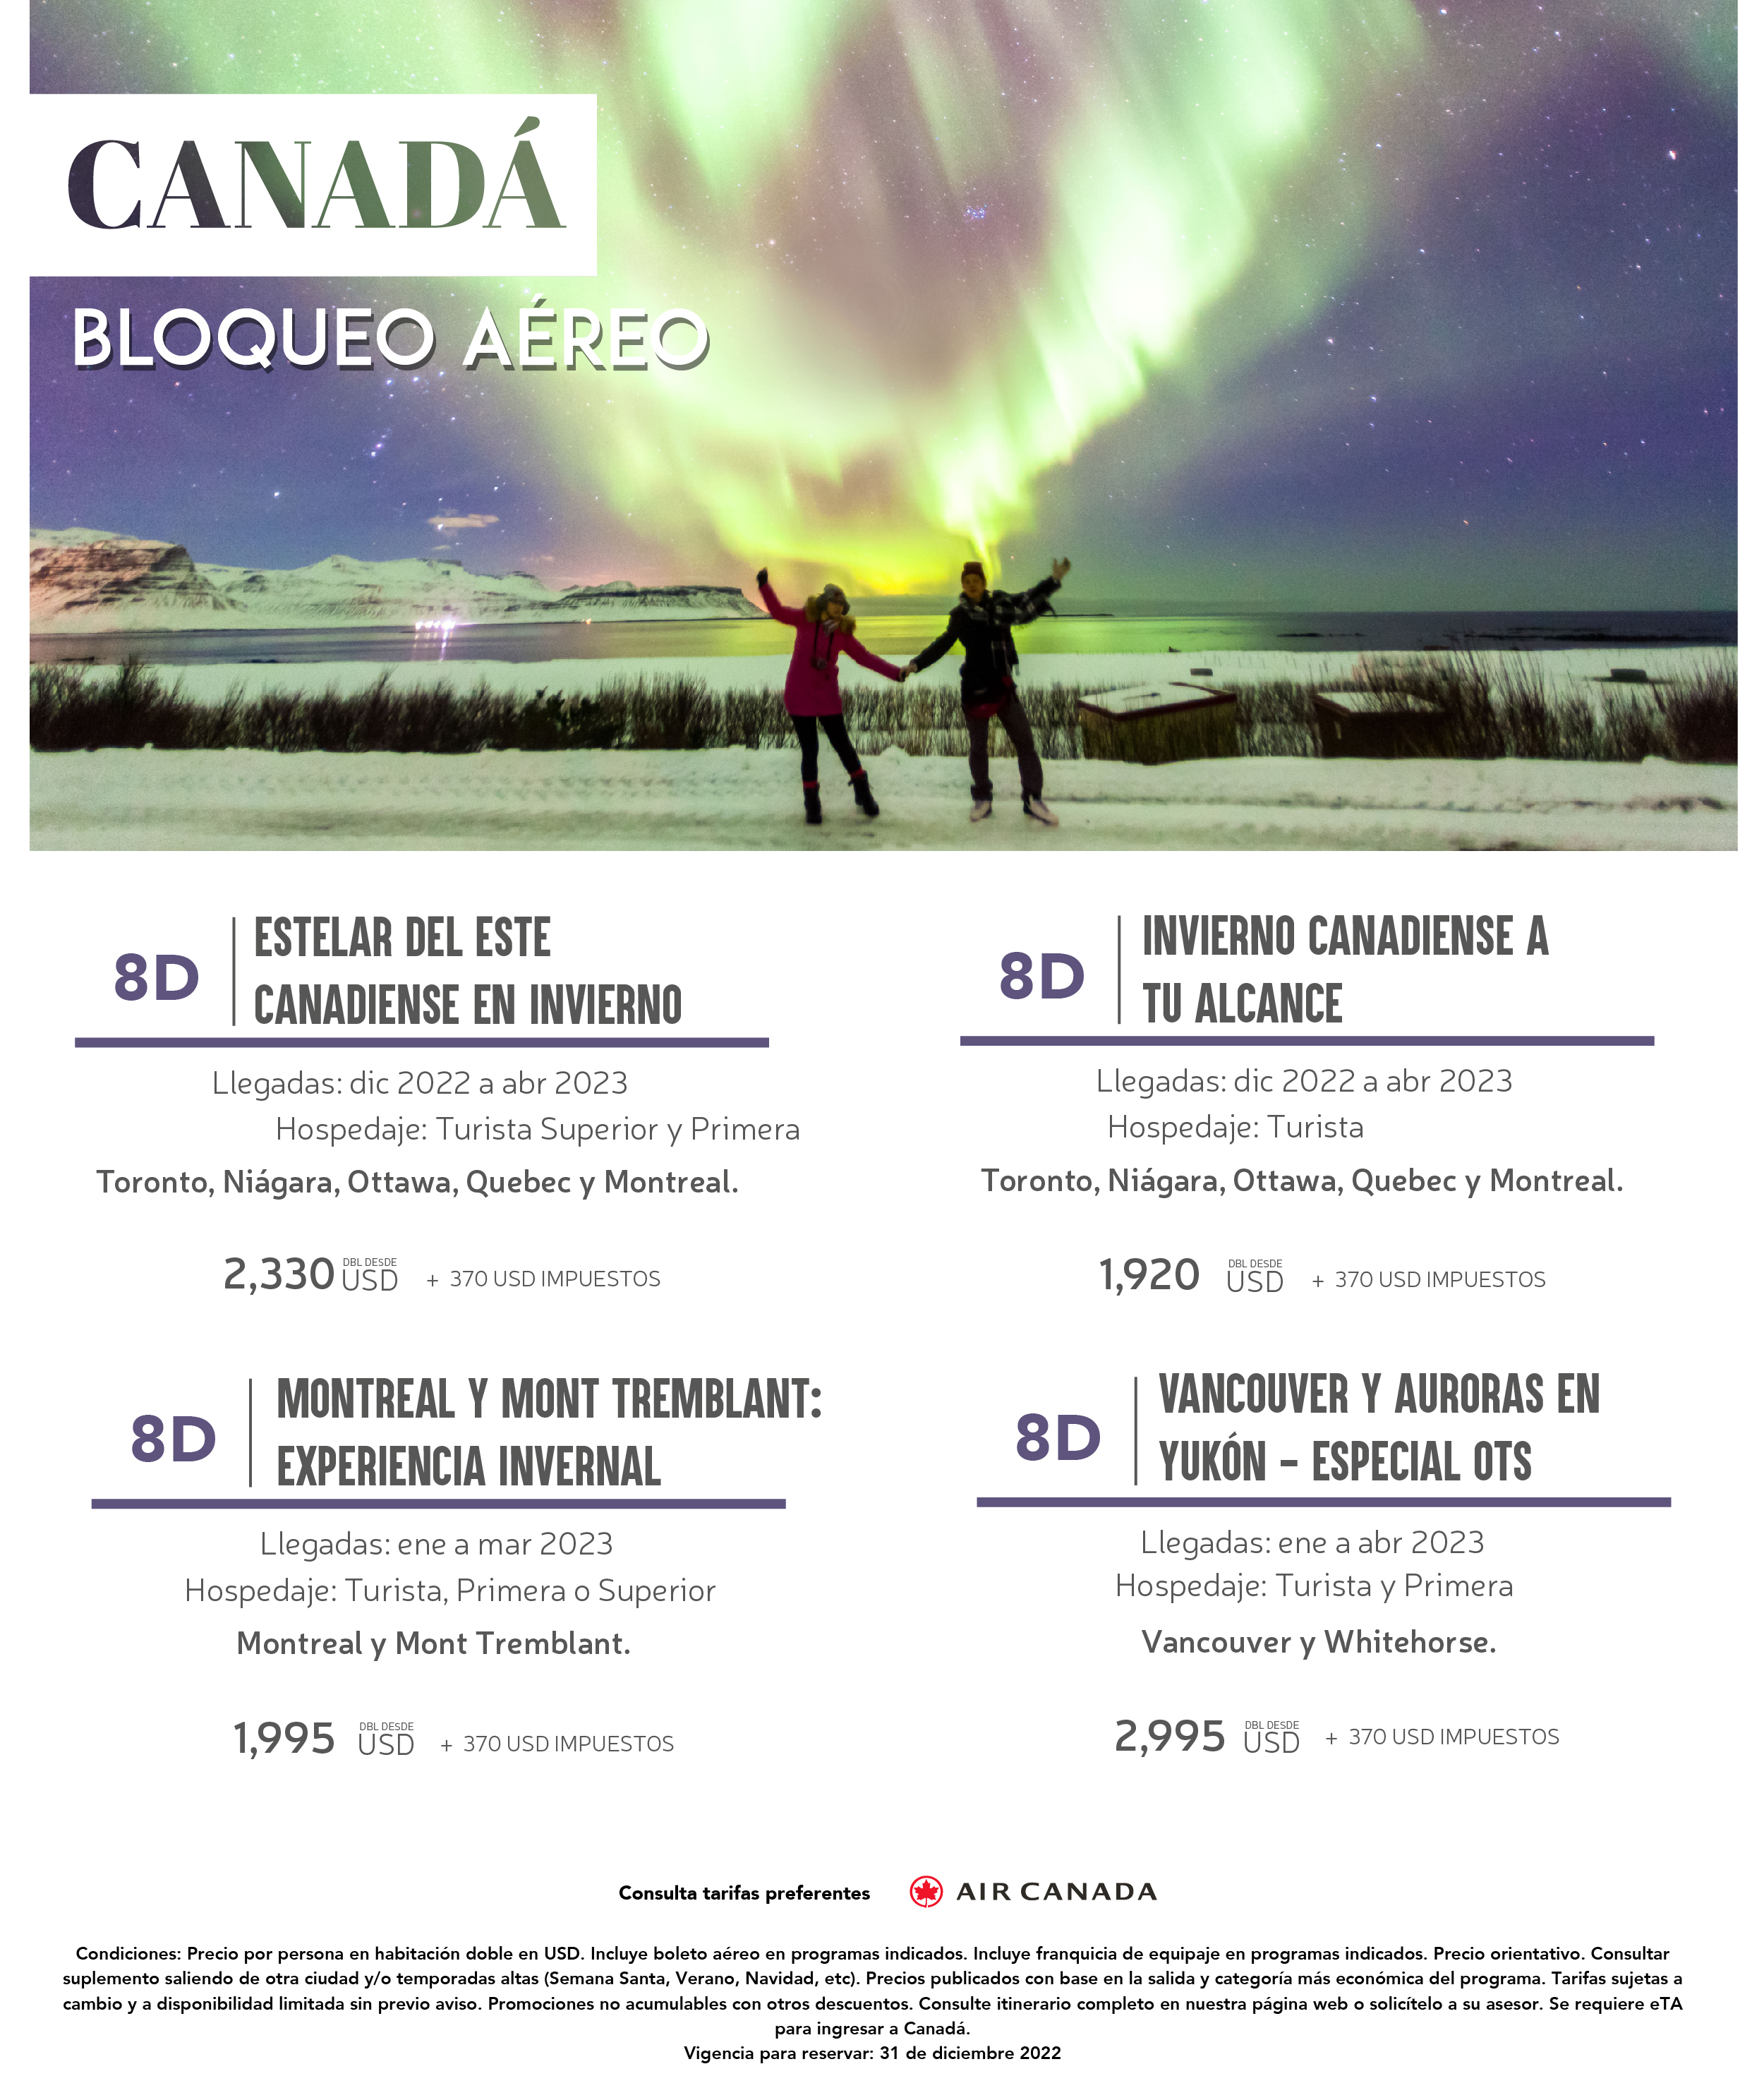 CANADÁ
BLOQUEO AÉREO
8D
ESTELAR DEL ESTE
CANADIENSE EN INVIERNO
Llegadas: dic 2022 a abr 2023
Hospedaje: Turista Superior y Primera
Toronto, Niágara, Ottawa, Quebec y Montreal.
2,330 DBL DESDE USD + 370 USD IMPUESTOS
8D
INVIERNO CANADIENSE A
TU ALCANCE
Llegadas: dic 2022 a abr 2023
Hospedaje: Turista
Toronto, Niágara, Ottawa, Quebec y Montreal.
1,920 DBL DESDE USD + 370 USD IMPUESTOS
8D
MONTREAL Y MONT TREMBLANT:
EXPERIENCIA INVERNAL
Llegadas: ene a mar 2023
Hospedaje: Turista, Primera o Superior
Montreal y Mont Tremblant.
1,995 DBL DESDE USD + 370 USD IMPUESTOS
8D
VANCOUVER Y AURORAS EN
YUKÓN - ESPECIAL OTS
Llegadas: ene a abr 2023
Hospedaje: Turista y Primera
Vancouver y Whitehorse.
2,995 DBL DESDE USD + 370 USD IMPUESTOS
Consulta tarifas preferentes AIR CANADA
Condiciones: Precio por persona en habitación doble en USD. Incluye boleto aéreo en programas indicados. Incluye franquicia de equipaje en programas indicados. Precio orientativo. Consultar
suplemento saliendo de otra ciudad y/o temporadas altas (Semana Santa, Verano, Navidad, etc). Precios publicados con base en la salida y categoría más económica del programa. Tarifas sujetas a
cambio y a disponibilidad limitada sin previo aviso. Promociones no acumulables con otros descuentos. Consulte itinerario completo en nuestra página web o solicítelo a su asesor. Se requiere eTA
para ingresar a Canadá.
Vigencia para reservar: 31 de diciembre 2022